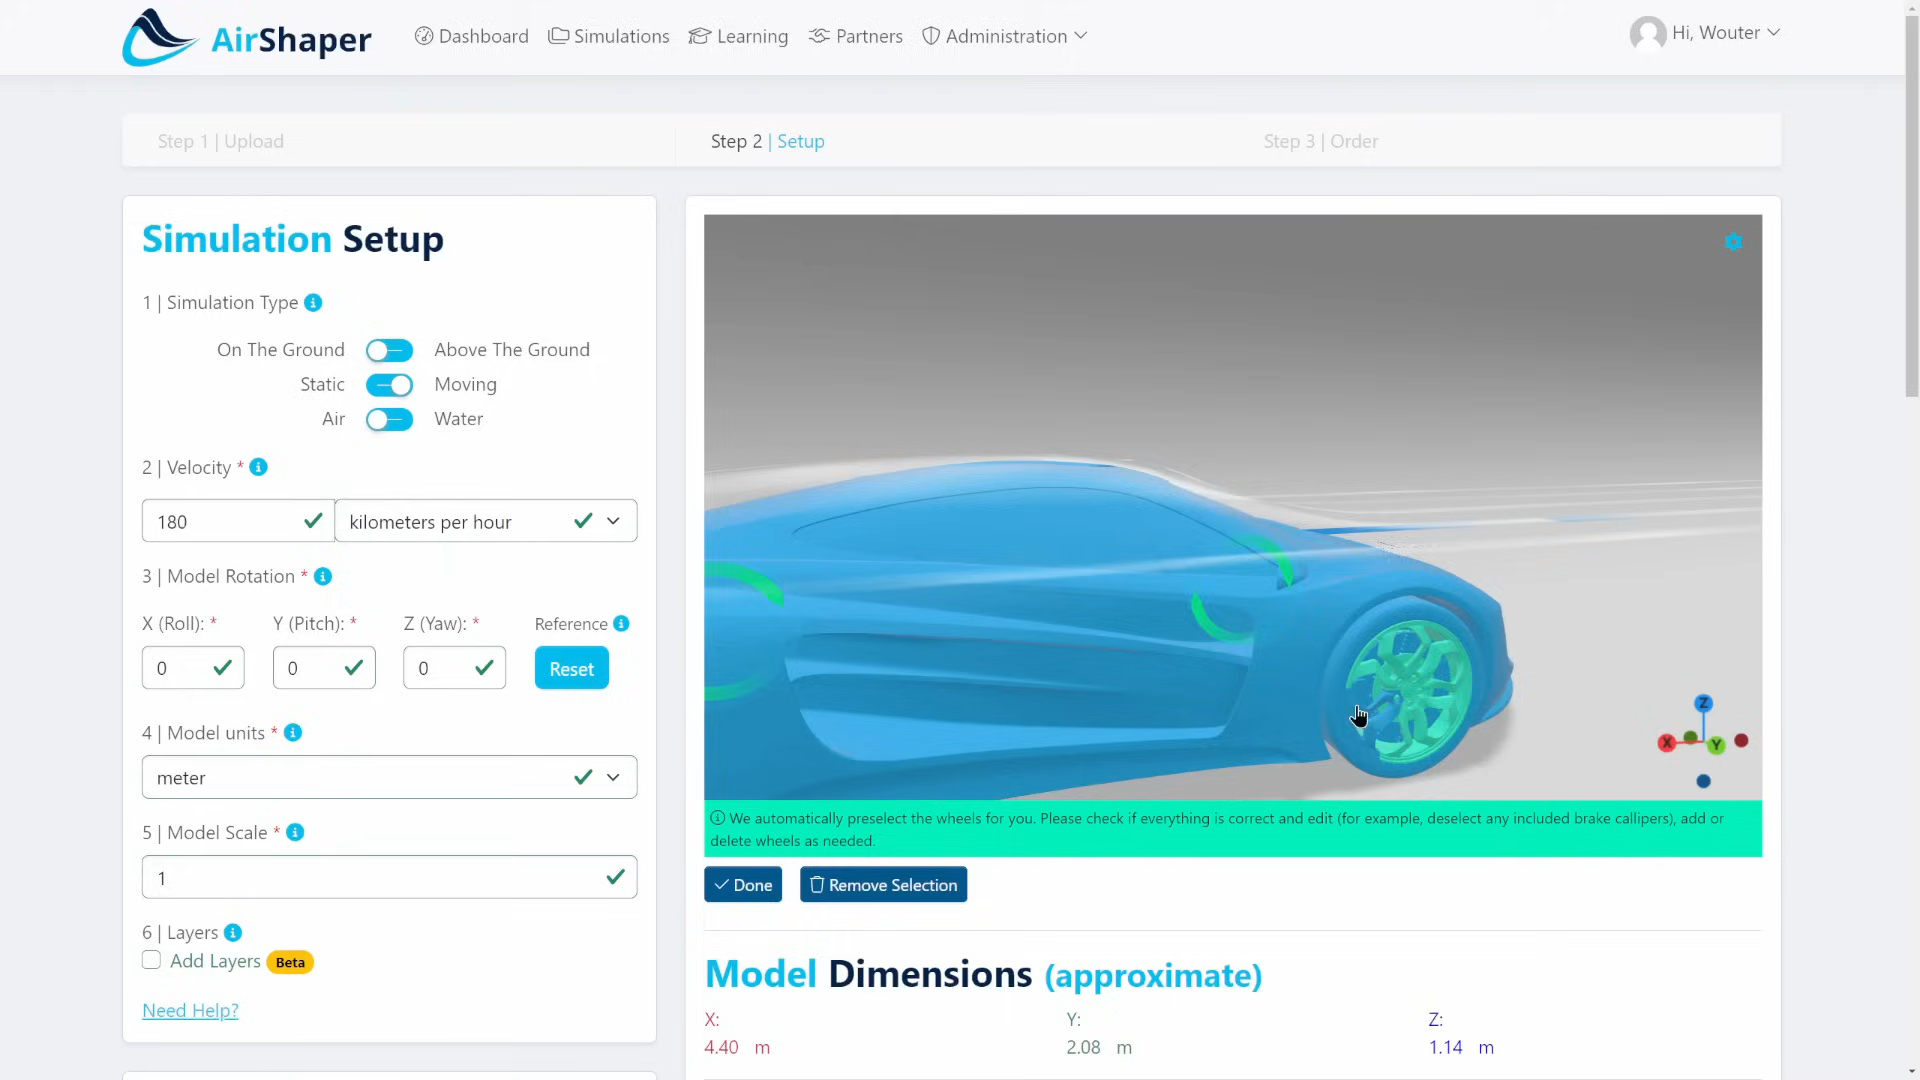 AirShaper
Dashboard
Simulations
Learning
Partners
Administration
Hi, Wouter
Step 1 | Upload
Step 2 | Setup
Step 3 | Order
Simulation Setup
1 | Simulation Type
On The Ground
Above The Ground
Static
Moving
Air
Water
2 | Velocity *
180
kilometers per hour
3 | Model Rotation *
X (Roll): *
Y (Pitch): *
Z (Yaw): *
Reference
0
0
0
Reset
4 | Model units *
meter
5 | Model Scale *
1
6 | Layers
Add Layers Beta
Need Help?
Z
X
Y
We automatically preselect the wheels for you. Please check if everything is correct and edit (for example, deselect any included brake callipers), add or
delete wheels as needed.
Done
Remove Selection
Model Dimensions (approximate)
X:
Y:
Z:
4.40 m
2.08 m
1.14 m